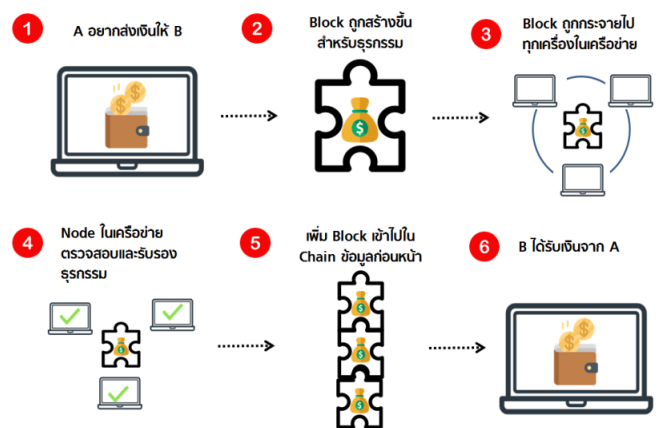 1
A อยากส่งเงินให้ B
2
Block ถูกสร้างขึ้น
สำหรับธุรกรรม
3
Block ถูกกระจายไป
ทุกเครื่องในเครือข่าย
4
Node ในเครือข่าย
ตรวจสอบและรับรอง
ธุรกรรม
5
เพิ่ม Block เข้าไปใน
Chain ข้อมูลก่อนหน้า
6
B ได้รับเงินจาก A